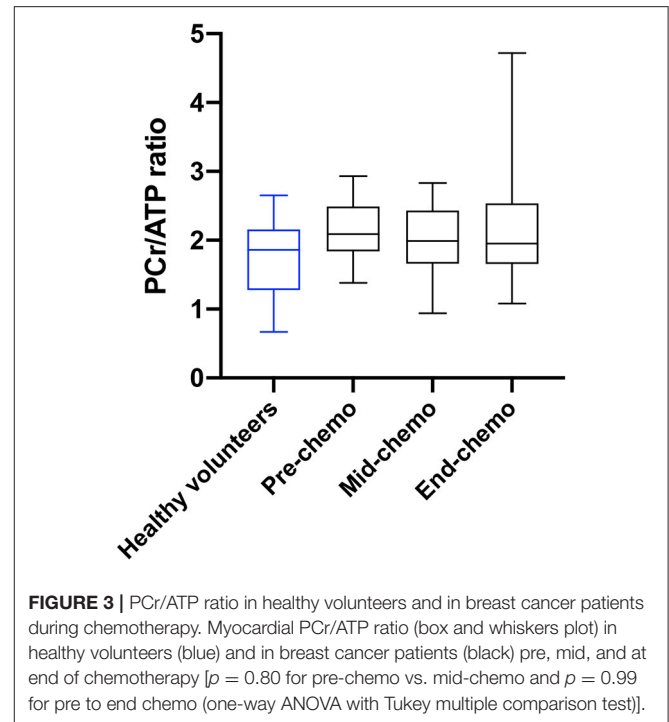 5
4
3
2
1
0
PCr/ATP ratio
Healthy volunteers
Pre-chemo
Mid-chemo
End-chemo
FIGURE 3 | PCr/ATP ratio in healthy volunteers and in breast cancer patients
during chemotherapy. Myocardial PCr/ATP ratio (box and whiskers plot) in
healthy volunteers (blue) and in breast cancer patients (black) pre, mid, and at
end of chemotherapy [p = 0.80 for pre-chemo vs. mid-chemo and p = 0.99
for pre to end chemo (one-way ANOVA with Tukey multiple comparison test)].